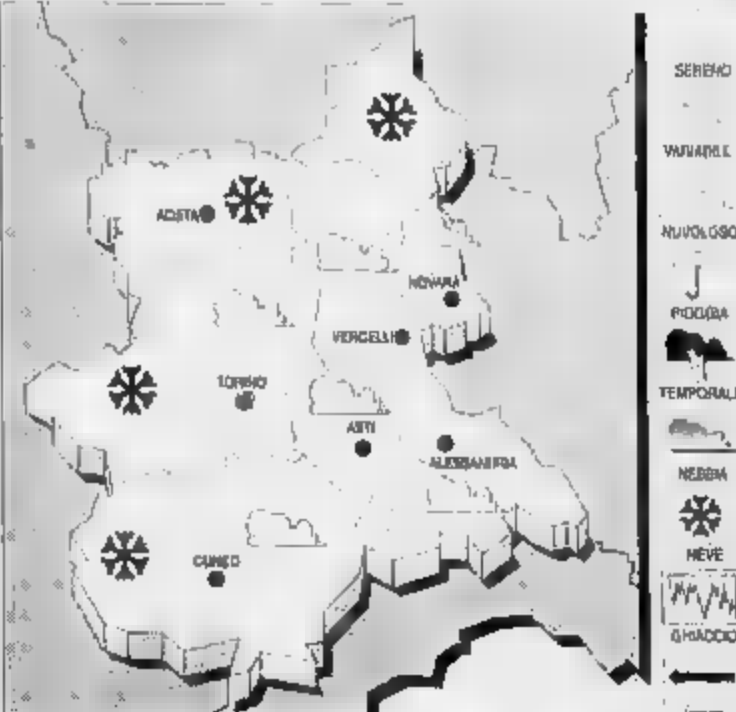 SERENO
VARIABILE
AOSTA
NUVOLOSO
NOVARA
PIOGGIA
VERCELLI
TORINO
TEMPORALE
ASTI
ALESSANDRIA
NEBBIA
NEVE
CUNEO
GHIACCIO